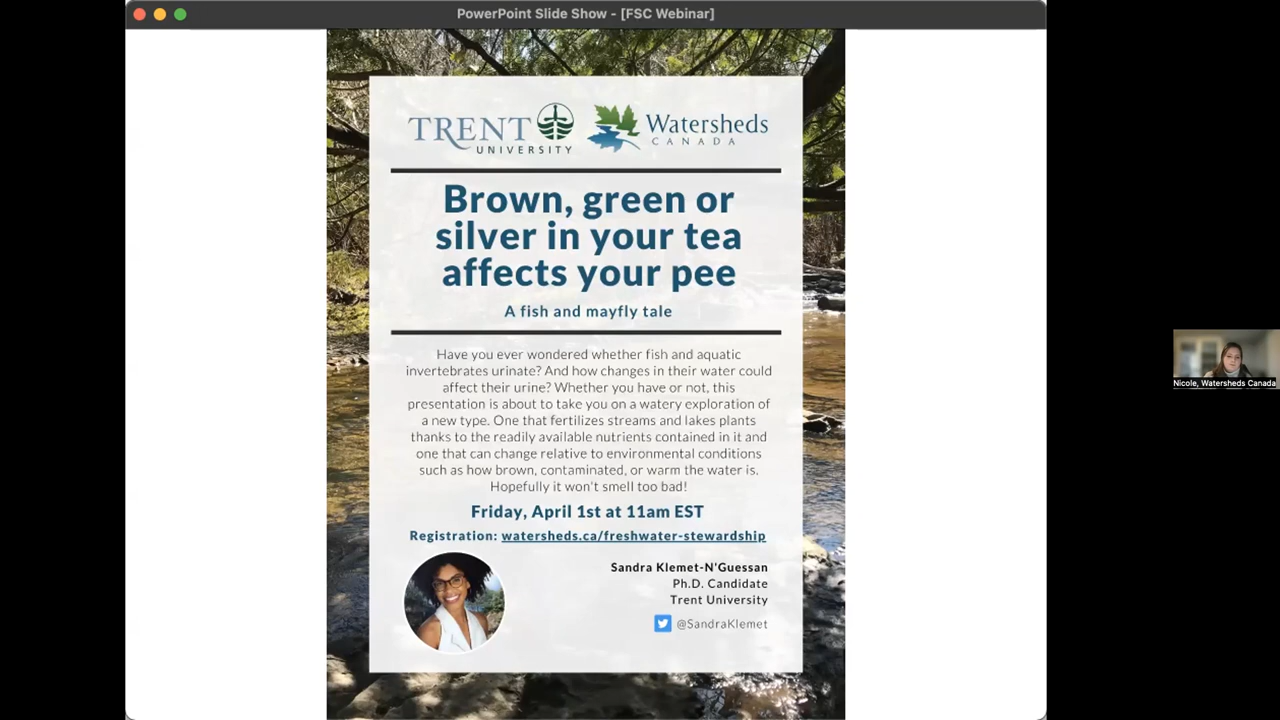 PowerPoint Slide Show - [FSC Webinar]
TRENT
UNIVERSITY
Watersheds
CANADA
Brown, green or
silver in your tea
affects your pee
A fish and mayfly tale
Have you ever wondered whether fish and aquatic
invertebrates urinate? And how changes in their water could
affect their urine? Whether you have or not, this
presentation is about to take you on a watery exploration of
a new type. One that fertilizes streams and lakes plants
thanks to the readily available nutrients contained in it and
one that can change relative to environmental conditions
such as how brown, contaminated, or warm the water is.
Hopefully it won't smell too bad!
Friday, April 1st at 11am EST
Registration: watersheds.ca/freshwater-stewardship
Sandra Klemet-N'Guessan
Ph.D. Candidate
Trent University
@SandraKlemet
Nicole, Watersheds Canada